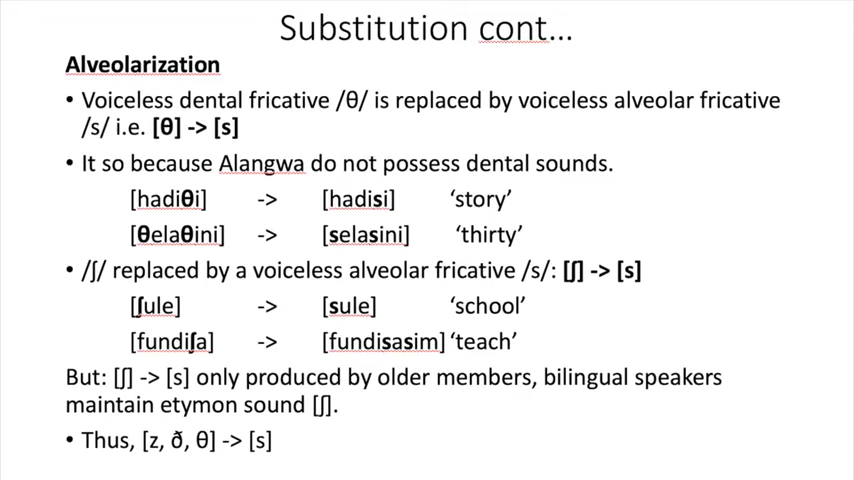 Substitution cont...
Alveolarization
• Voiceless dental fricative /θ/ is replaced by voiceless alveolar fricative
/s/ i.e. [θ] -> [s]
• It so because Alangwa do not possess dental sounds.
[hadiθi] -> [hadisi] ‘story’
[θelaθini] -> [selasini] ‘thirty’
• /ʃ/ replaced by a voiceless alveolar fricative /s/: [ʃ] -> [s]
[ʃule] -> [sule] ‘school’
[fundiʃa] -> [fundisasim] ‘teach’
But: [ʃ] -> [s] only produced by older members, bilingual speakers
maintain etymon sound [ʃ].
• Thus, [z, ð, θ] -> [s]